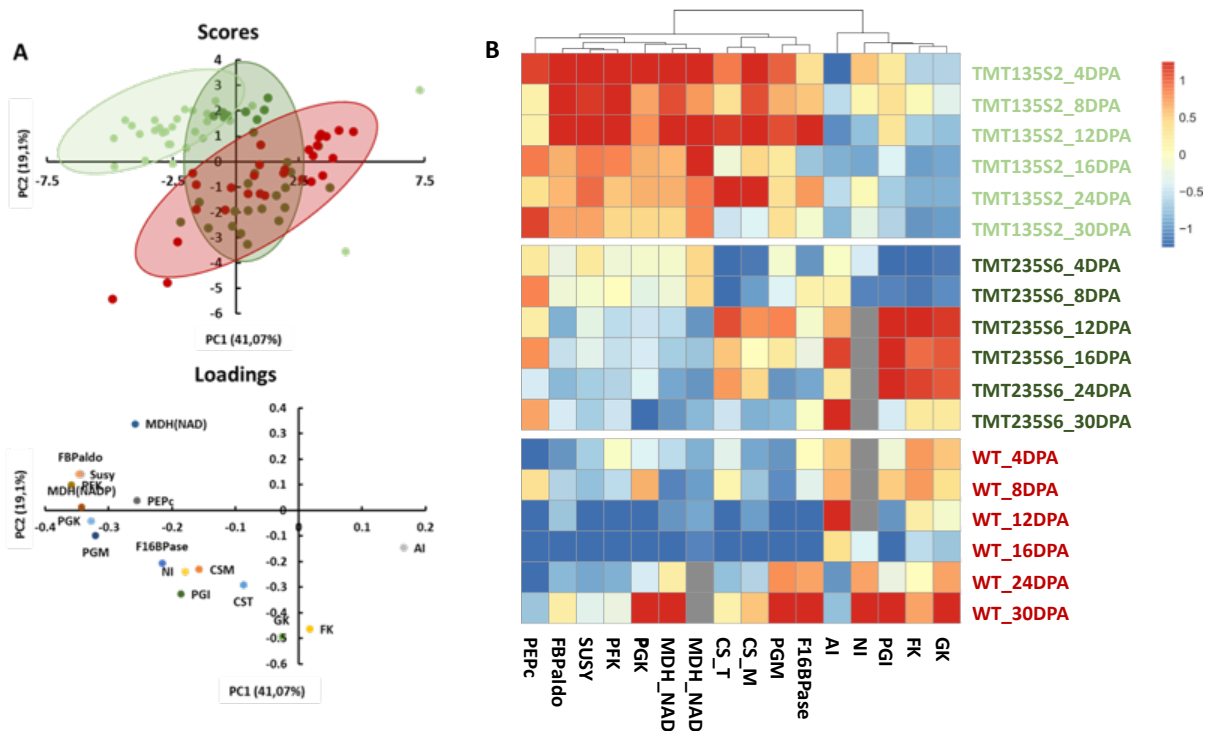 A
Scores
PC2 (19,1%)
4
3
2
1
0
-7.5
-2.5
2.5
7.5
-1
-2
-3
-4
-5
-6
PC1 (41,07%)
Loadings
PC2 (19,1%)
0.4
0.3
0.2
0.1
0
-0.1
-0.2
-0.3
-0.4
-0.5
-0.6
-0.4
-0.3
-0.2
-0.1
0
0.1
0.2
MDH(NAD)
FBPaldo
Susy
PFK
MDH(NADP)
PEPc
PGK
PGM
F16BPase
NI
CSM
PGI
CST
GK
FK
AI
PC1 (41,07%)
B
TMT135S2_4DPA
TMT135S2_8DPA
TMT135S2_12DPA
TMT135S2_16DPA
TMT135S2_24DPA
TMT135S2_30DPA
TMT235S6_4DPA
TMT235S6_8DPA
TMT235S6_12DPA
TMT235S6_16DPA
TMT235S6_24DPA
TMT235S6_30DPA
WT_4DPA
WT_8DPA
WT_12DPA
WT_16DPA
WT_24DPA
WT_30DPA
1
0.5
0
-0.5
-1
PEPc
FBPaldo
SUSY
PFK
PGK
MDH_NAD
MDH_NAD
CS_T
CS_M
PGM
F16BPase
AI
NI
PGI
FK
GK